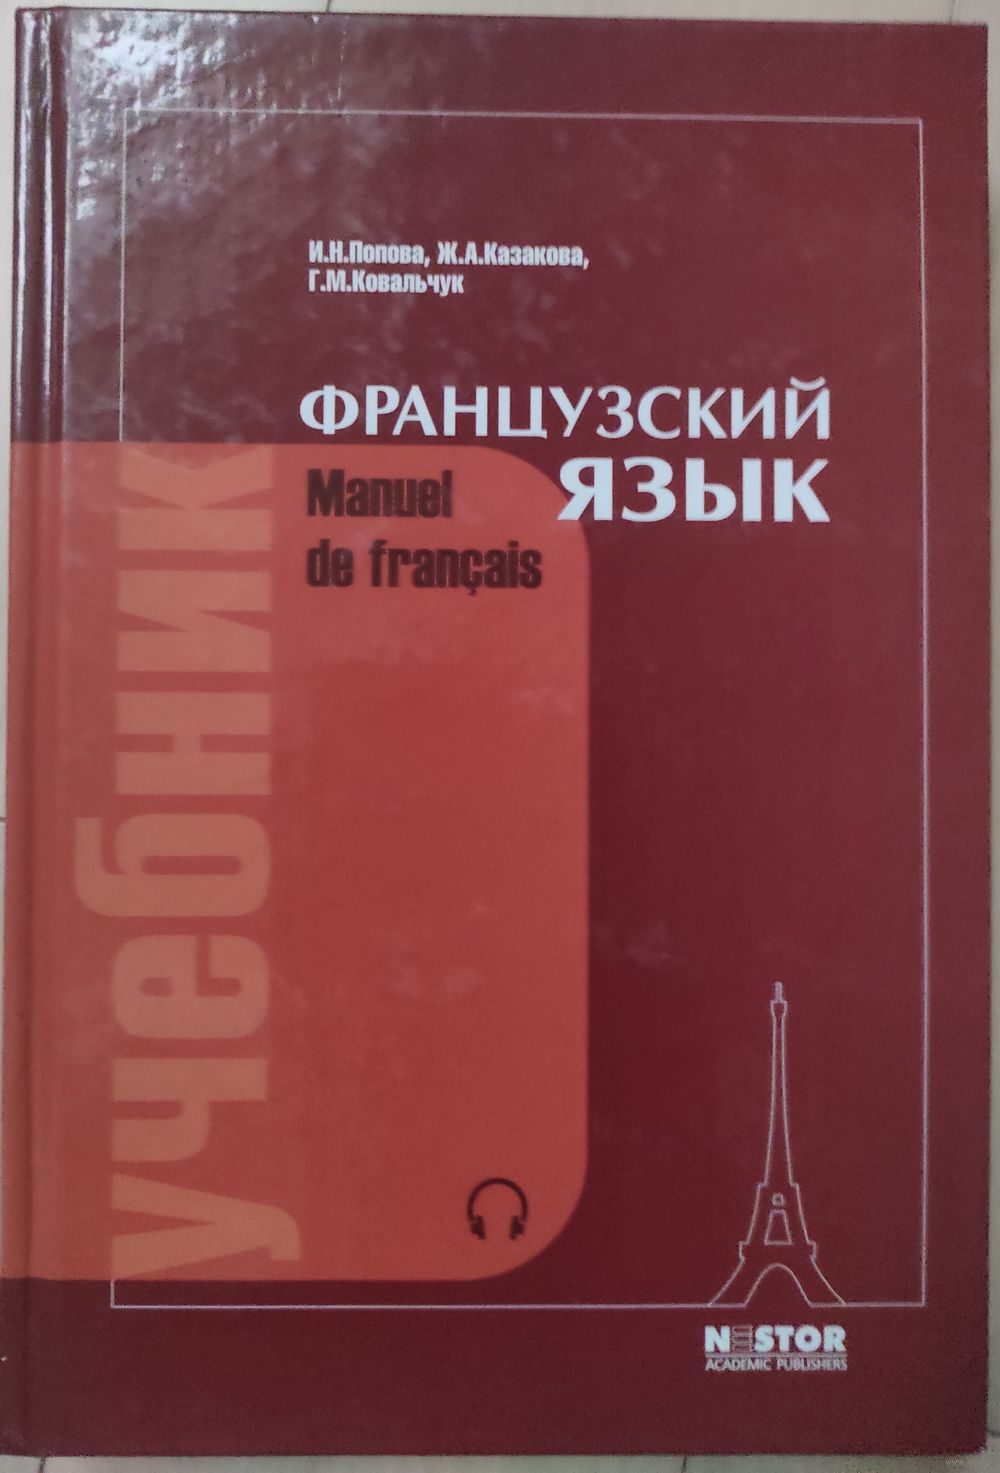 И.Н.Попова, Ж.А.Казакова,
Г.М.Ковальчук
ФРАНЦУЗСКИЙ
ЯЗЫК
Manuel
de français
учебник
NESTOR
ACADEMIC PUBLISHERS